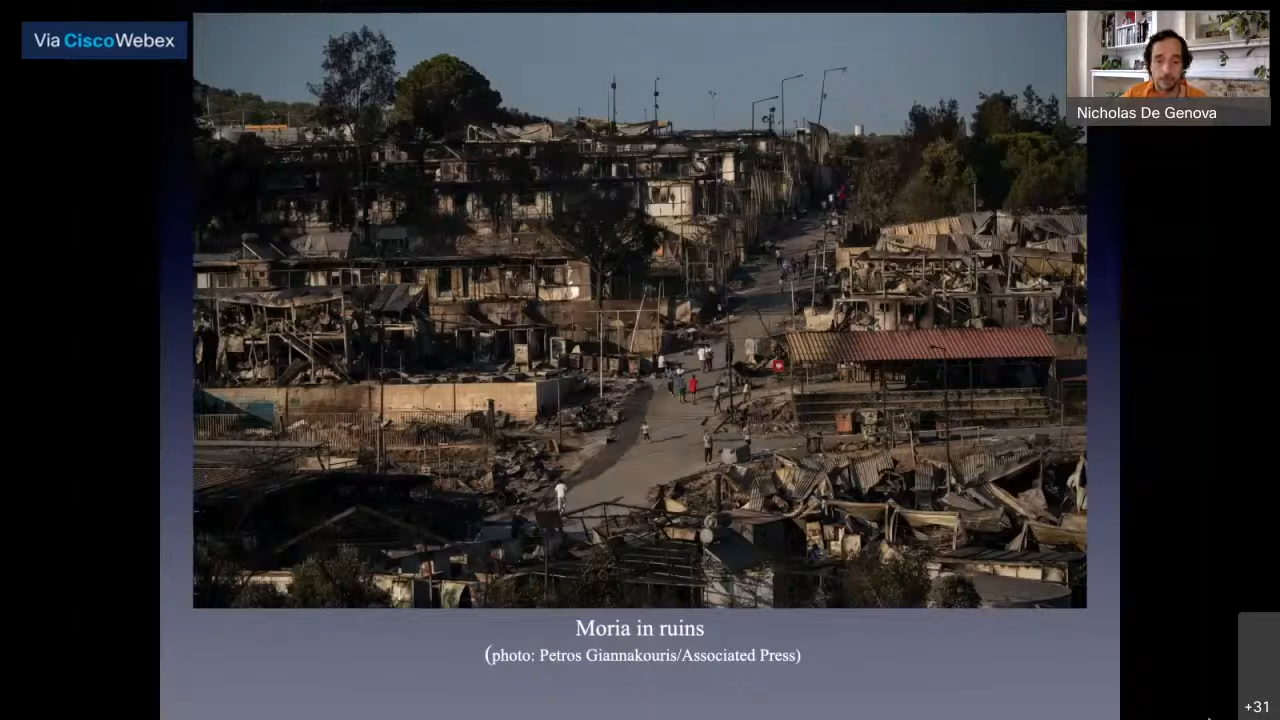 Via CiscoWebex
Nicholas De Genova
Moria in ruins
(photo: Petros Giannakouris/Associated Press)
+31